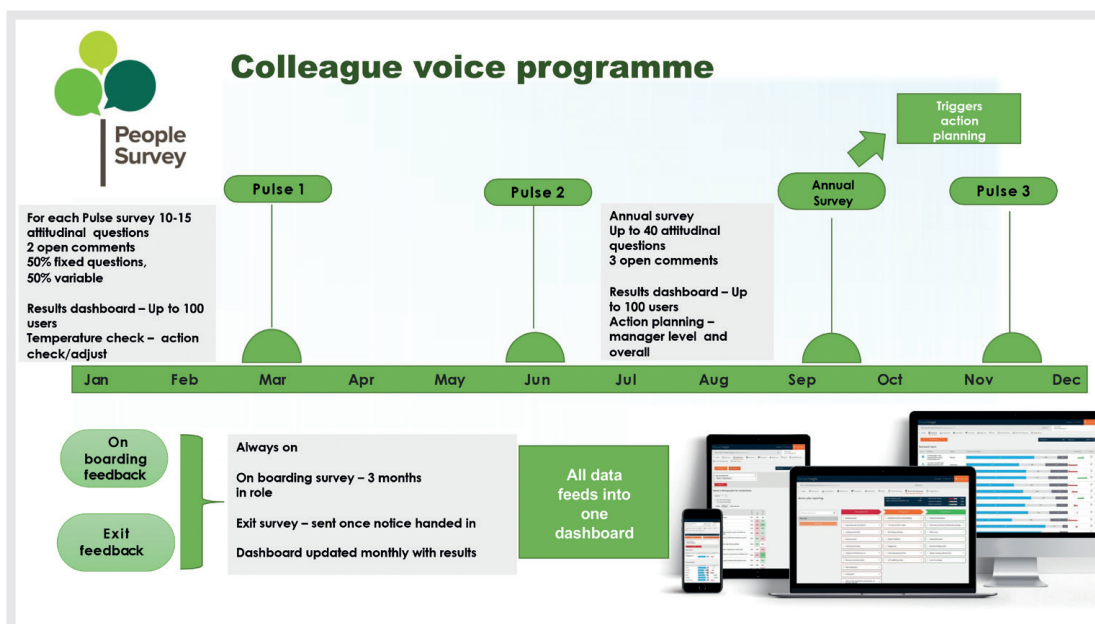 Colleague voice programme
People
Survey
Triggers
action
planning
Pulse 1
Pulse 2
Annual
Survey
Pulse 3
For each Pulse survey 10-15
attitudinal questions
2 open comments
50% fixed questions,
50% variable
Results dashboard – Up to 100
users
Temperature check – action
check/adjust
Annual survey
Up to 40 attitudinal
questions
3 open comments
Results dashboard – Up
to 100 users
Action planning –
manager level and
overall
Jan Feb Mar Apr May Jun Jul Aug Sep Oct Nov Dec
On
boarding
feedback
Exit
feedback
Always on
On boarding survey – 3 months
in role
Exit survey – sent once notice handed in
Dashboard updated monthly with results
All data
feeds into
one
dashboard